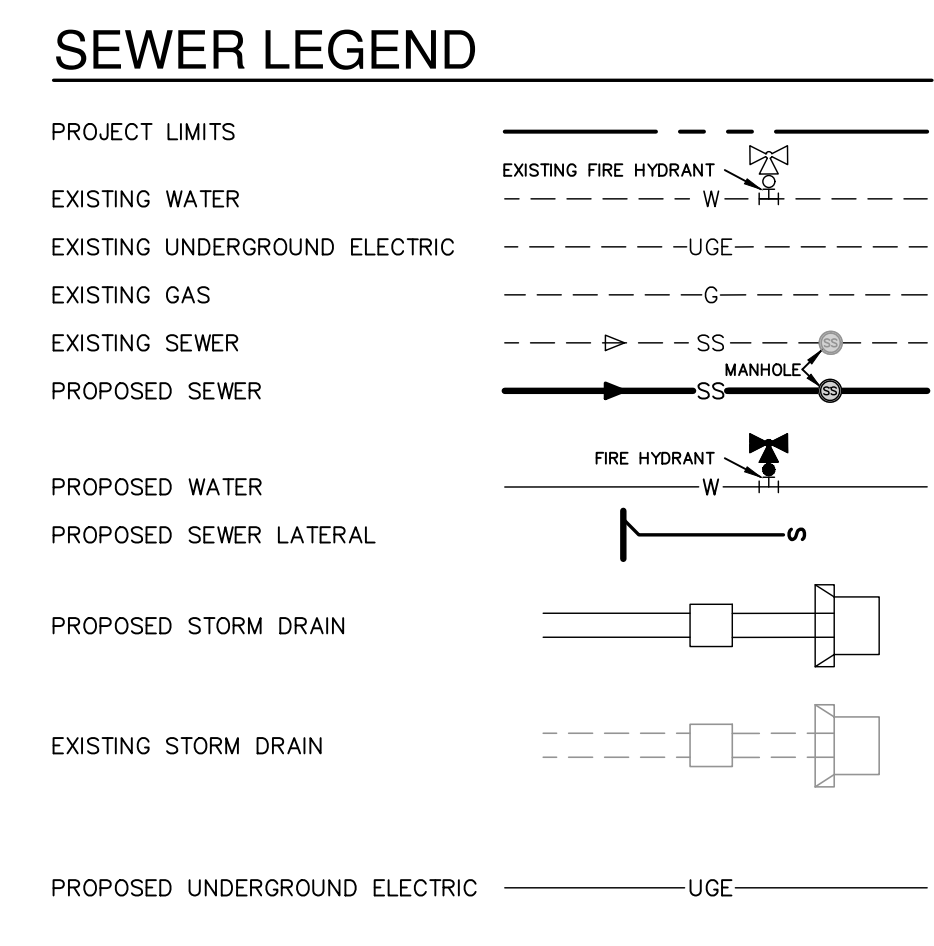 SEWER LEGEND
PROJECT LIMITS
EXISTING FIRE HYDRANT
EXISTING WATER W
EXISTING UNDERGROUND ELECTRIC UGE
EXISTING GAS G
EXISTING SEWER SS SS
MANHOLE
PROPOSED SEWER SS SS
FIRE HYDRANT
PROPOSED WATER W
PROPOSED SEWER LATERAL S
PROPOSED STORM DRAIN
EXISTING STORM DRAIN
PROPOSED UNDERGROUND ELECTRIC UGE